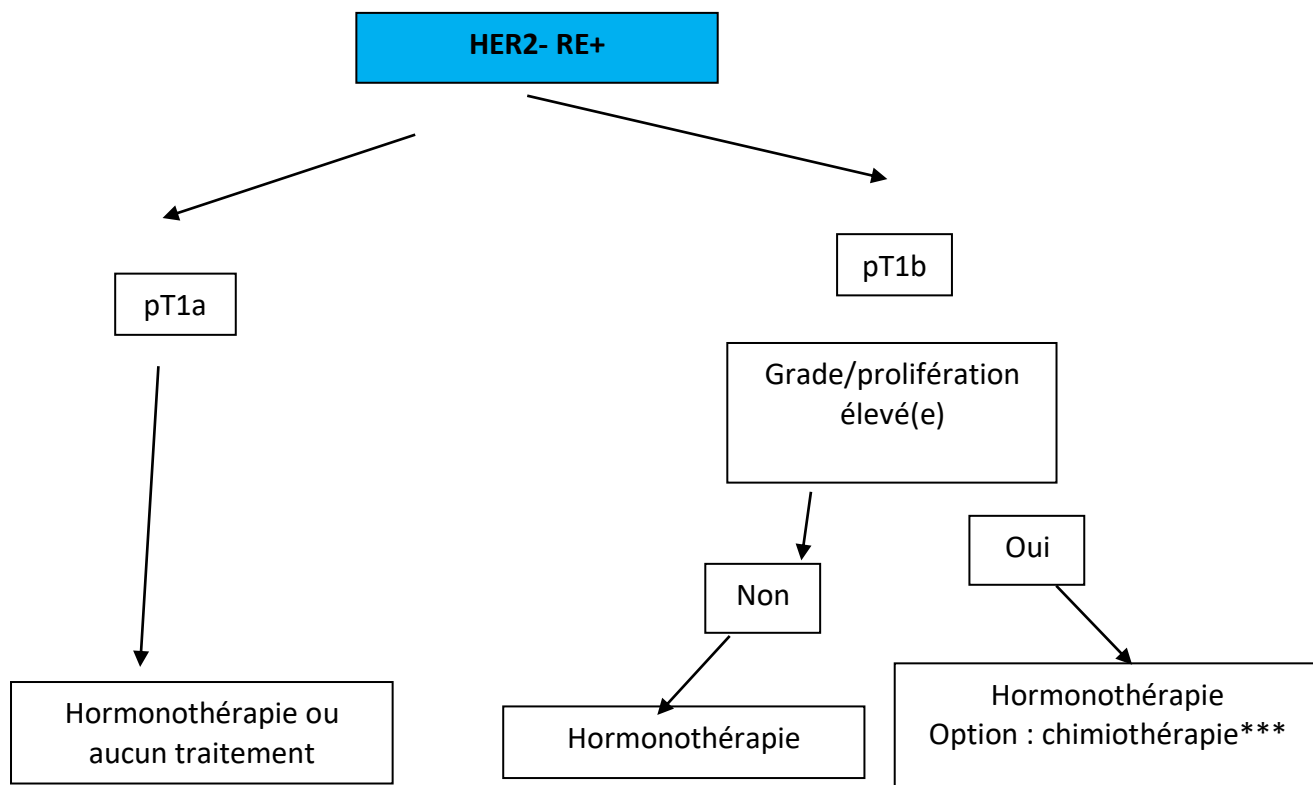 HER2- RE+
pT1a
pT1b
Grade/prolifération
élevé(e)
Non
Oui
Hormonothérapie ou
aucun traitement
Hormonothérapie
Hormonothérapie
Option : chimiothérapie***